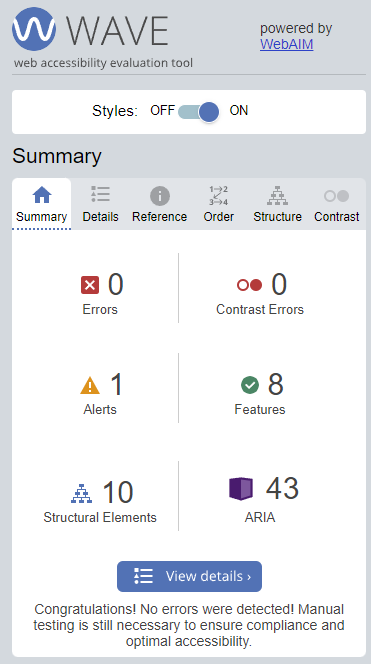 WAVE
web accessibility evaluation tool
powered by
WebAIM
Styles: OFF ON
Summary
Summary Details Reference Order Structure Contrast
0
Errors
0
Contrast Errors
1
Alerts
8
Features
10
Structural Elements
43
ARIA
View details ›
Congratulations! No errors were detected! Manual
testing is still necessary to ensure compliance and
optimal accessibility.